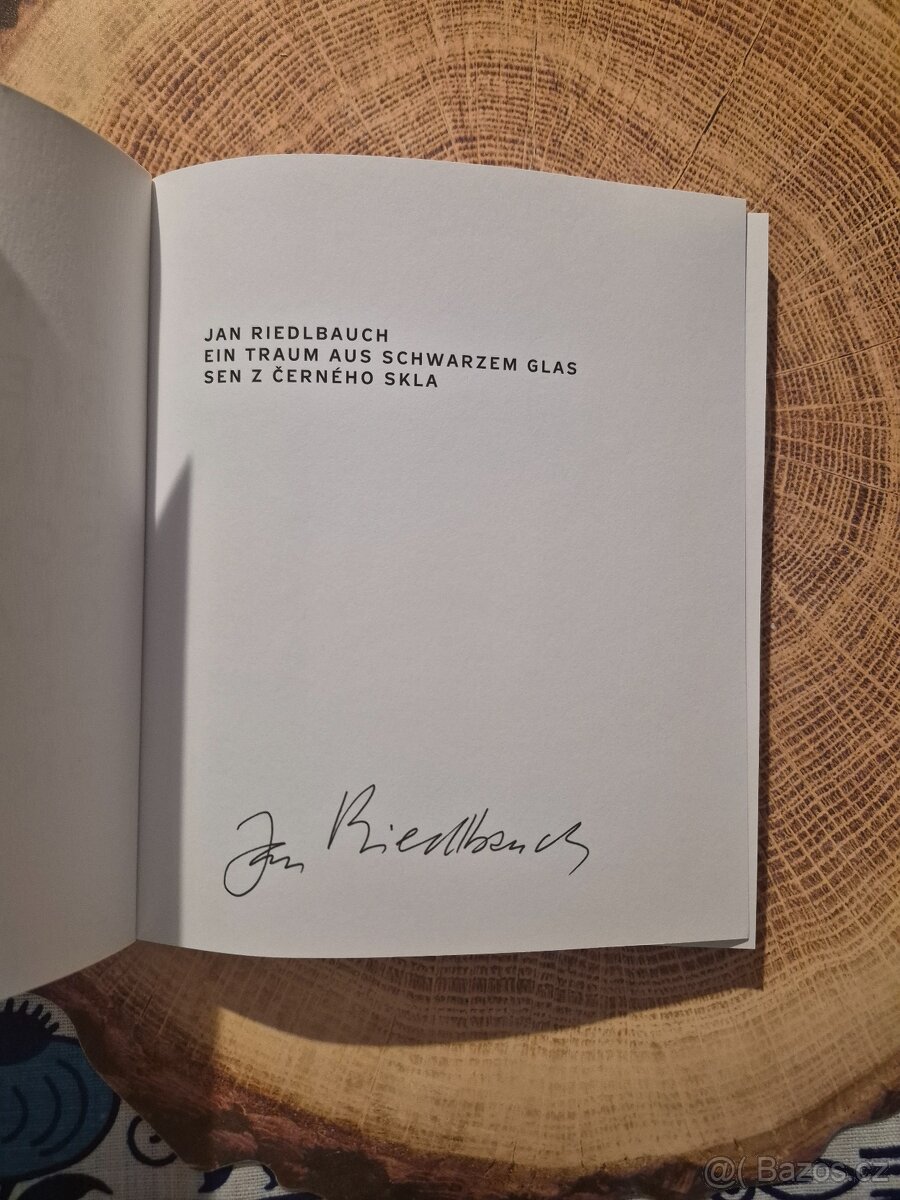 JAN RIEDLBAUCH
EIN TRAUM AUS SCHWARZEM GLAS
SEN Z ČERNÉHO SKLA
Jan Riedlbauch
@( Bazos.cz